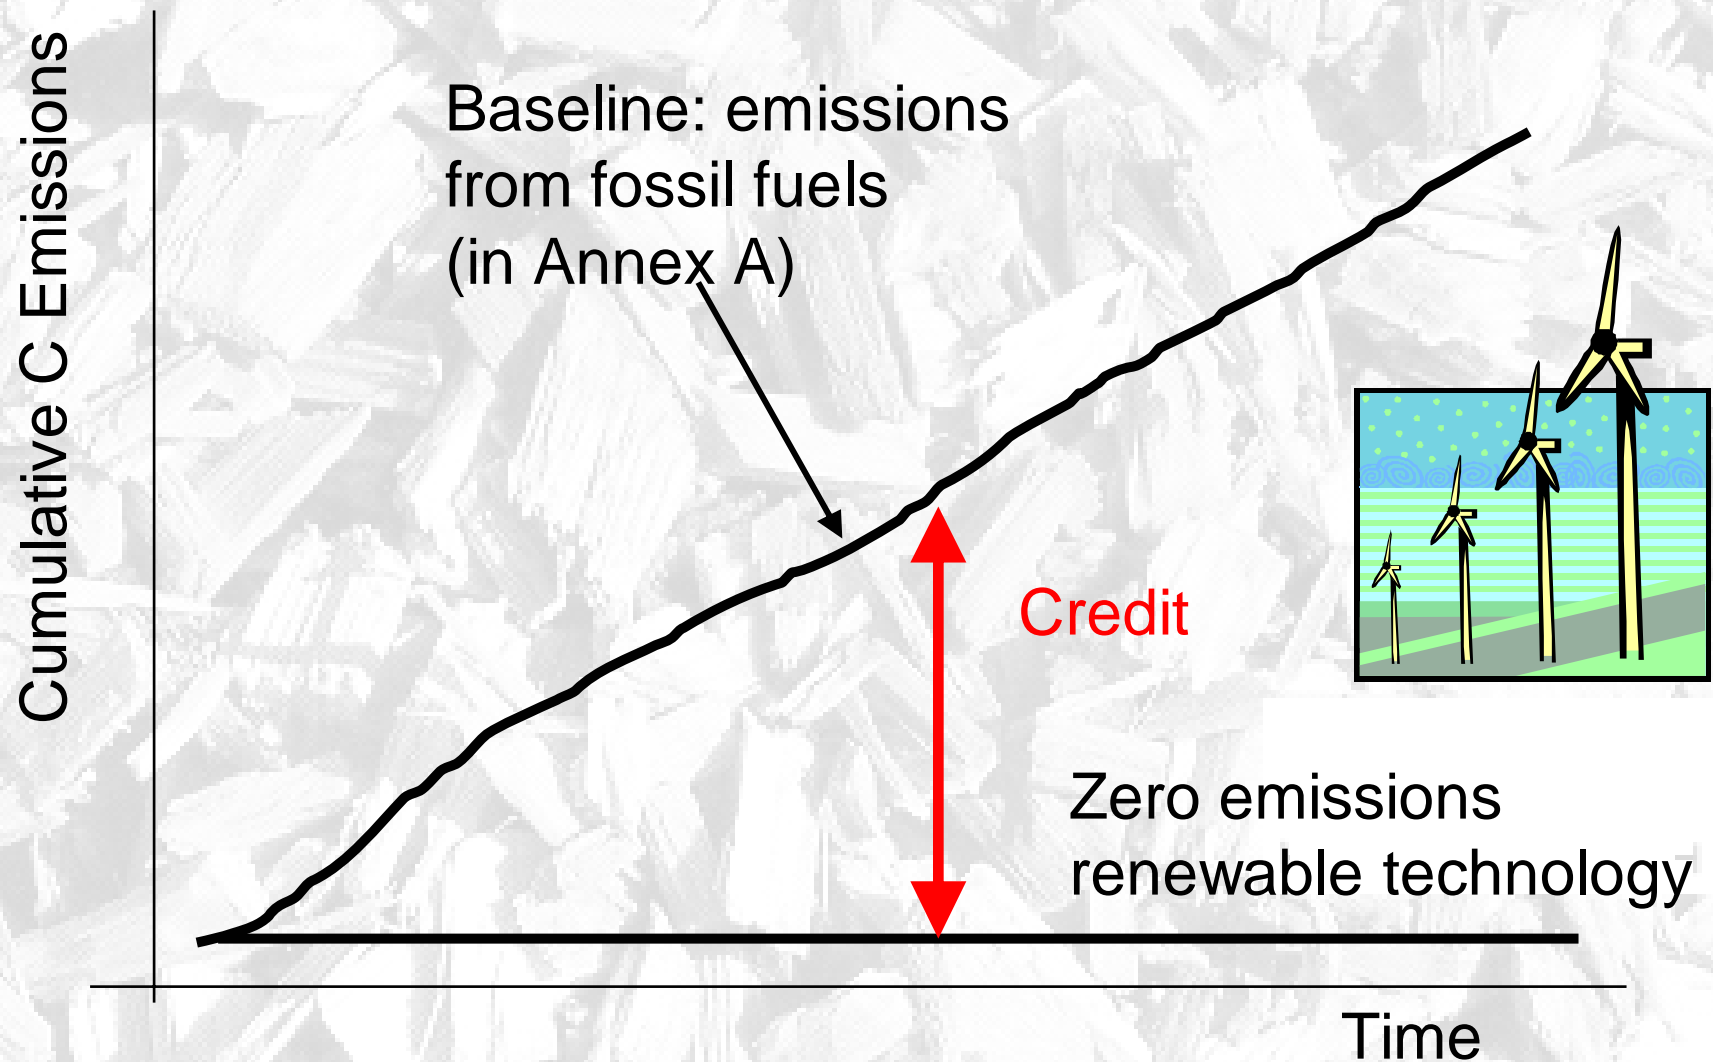 Cumulative C Emissions
Baseline: emissions
from fossil fuels
(in Annex A)
Credit
Zero emissions
renewable technology
Time